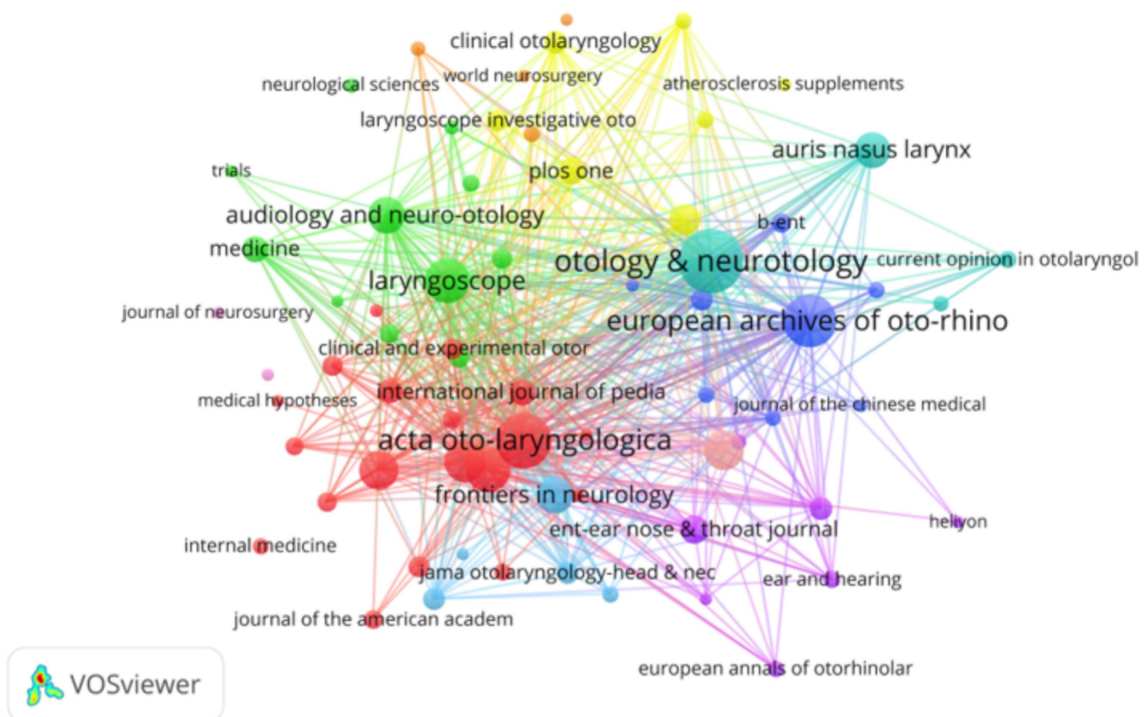 clinical otolaryngology
world neurosurgery
neurological sciences
atherosclerosis supplements
laryngoscope investigative oto
auris nasus larynx
trials
plos one
audiology and neuro-otology
b-ent
medicine
otology & neurotology
current opinion in otolaryngol
laryngoscope
journal of neurosurgery
european archives of oto-rhino
clinical and experimental otor
international journal of pedia
medical hypotheses
journal of the chinese medical
acta oto-laryngologica
frontiers in neurology
heliyon
ent-ear nose & throat journal
internal medicine
jama otolaryngology-head & nec
ear and hearing
journal of the american academ
european annals of otorhinolar
VOSviewer